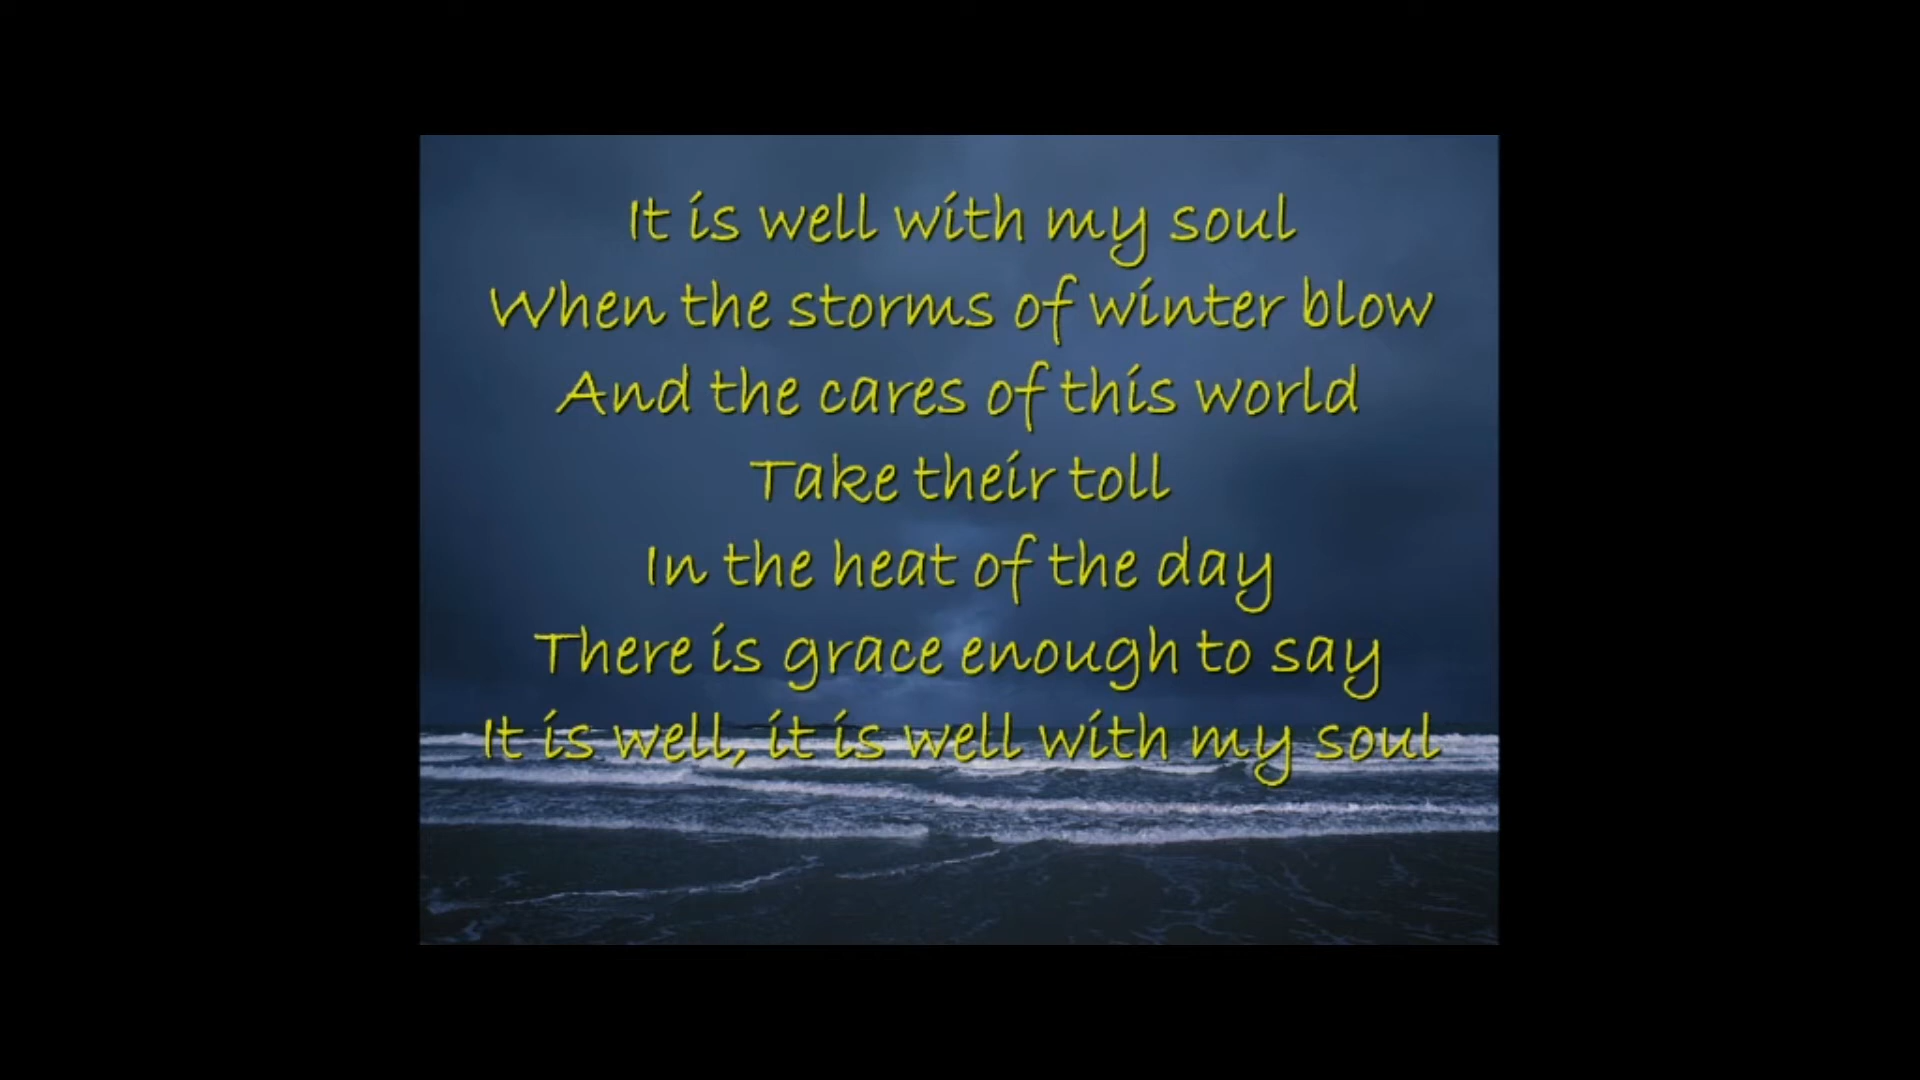 It is well with my soul
When the storms of winter blow
And the cares of this world
Take their toll
In the heat of the day
There is grace enough to say
It is well, it is well with my soul